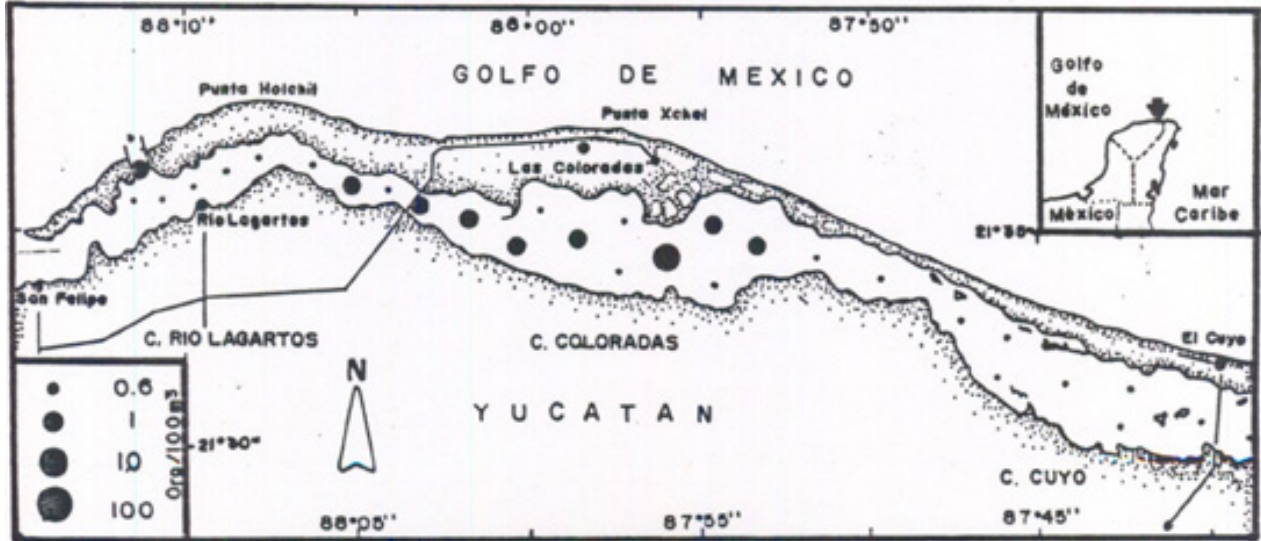 88°10''
86°00''
87°50''
GOLFO DE MEXICO
Golfo
de
México
México
Mar
Caribe
Punta Holchit
Punta Xchel
Las Coloradas
Rio Lagartos
San Felipe
El Cuyo
C. RIO LAGARTOS
C. COLORADAS
C. CUYO
YUCATAN
N
0.6
1
10
100
Org/100m³
21°30''
88°05''
87°55''
87°45''